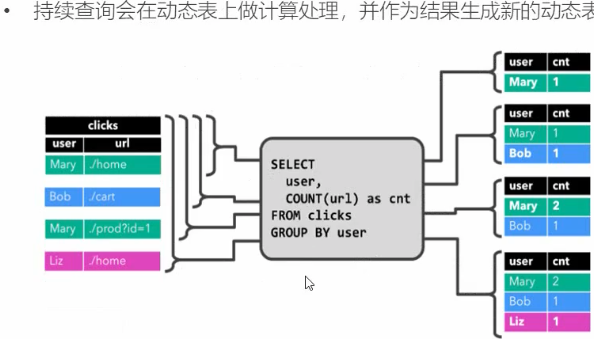 • 持续查询会在动态表上做计算处理，并作为结果生成新的动态表
clicks
user url
Mary ./home
Bob ./cart
Mary ./prod?id=1
Liz ./home
SELECT
user,
COUNT(url) as cnt
FROM clicks
GROUP BY user
user cnt
Mary 1
user cnt
Mary 1
Bob 1
user cnt
Mary 2
Bob 1
user cnt
Mary 2
Bob 1
Liz 1